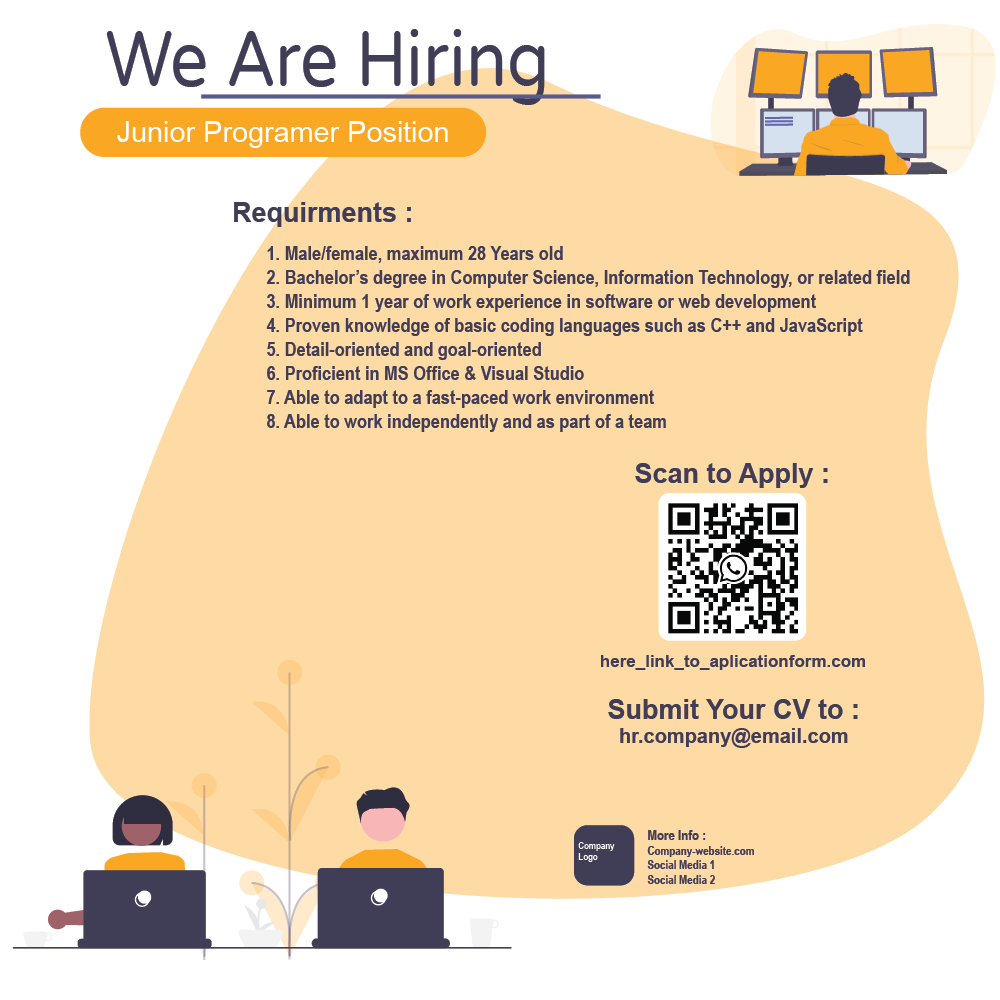 We Are Hiring
Junior Programer Position
Requirments :
1. Male/female, maximum 28 Years old
2. Bachelor’s degree in Computer Science, Information Technology, or related field
3. Minimum 1 year of work experience in software or web development
4. Proven knowledge of basic coding languages such as C++ and JavaScript
5. Detail-oriented and goal-oriented
6. Proficient in MS Office & Visual Studio
7. Able to adapt to a fast-paced work environment
8. Able to work independently and as part of a team
Scan to Apply :
here_link_to_aplicationform.com
Submit Your CV to :
hr.company@email.com
Company
Logo
More Info :
Company-website.com
Social Media 1
Social Media 2